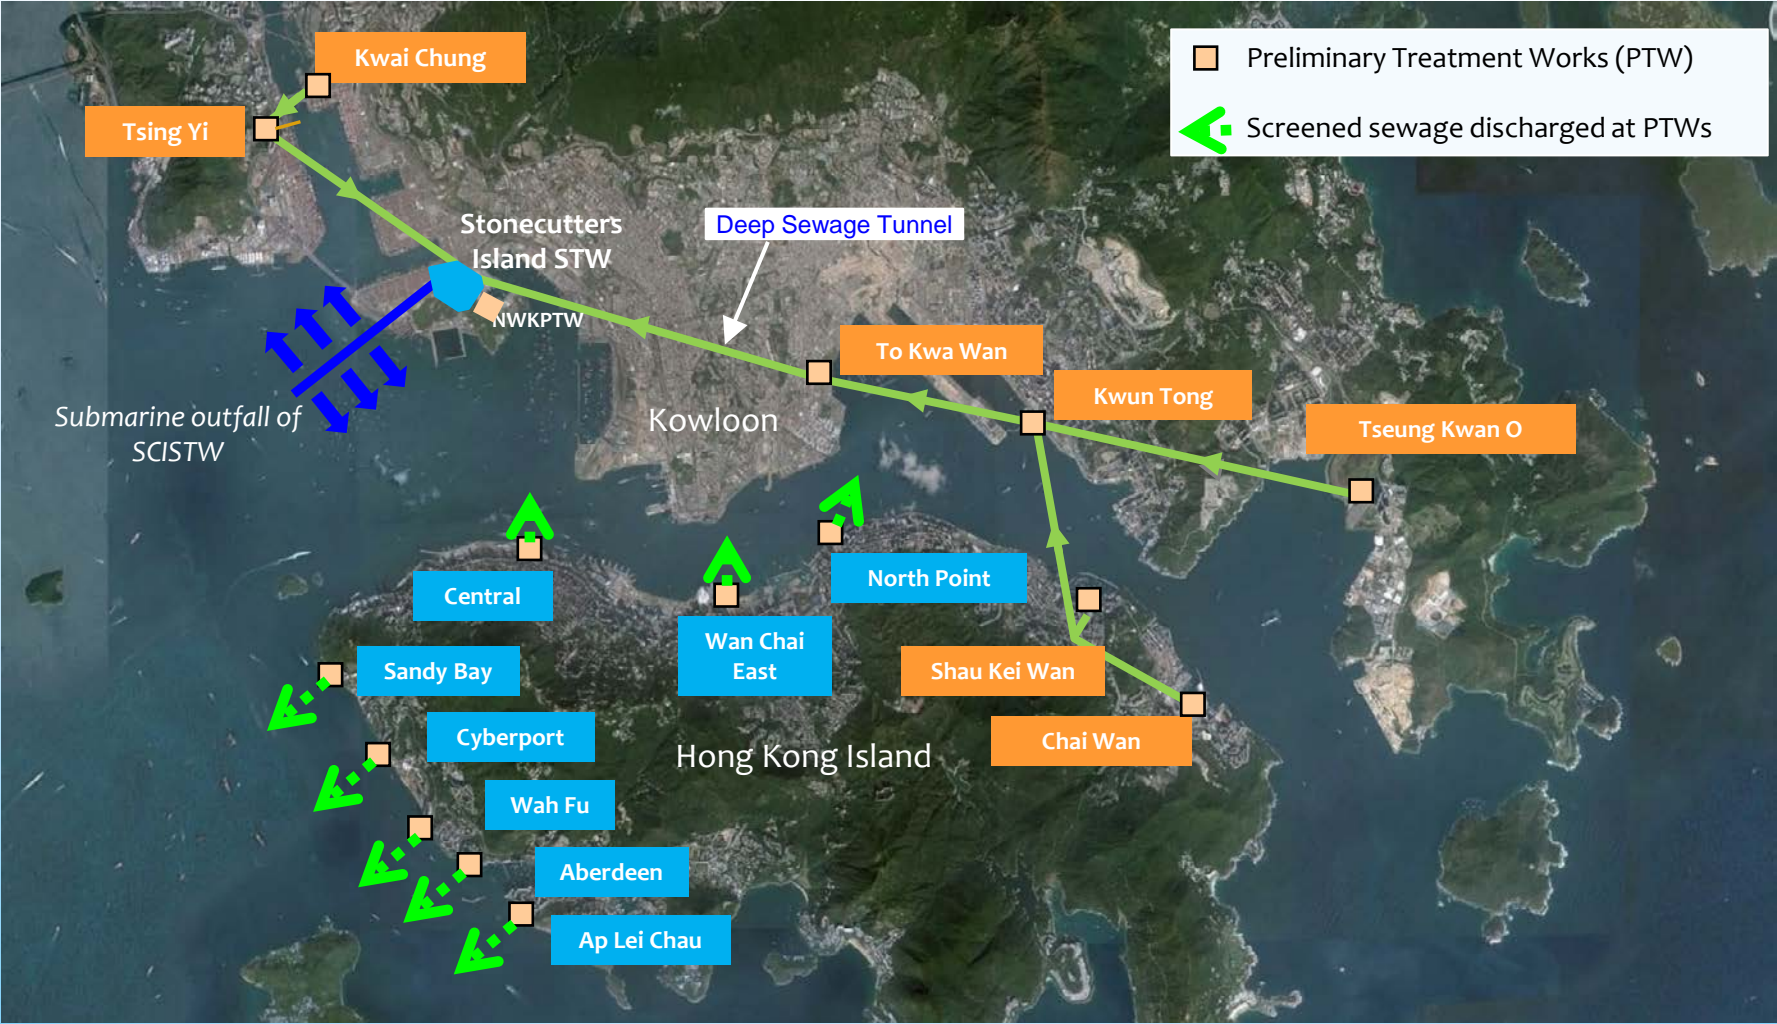 Kwai Chung
Preliminary Treatment Works (PTW)
Tsing Yi
Screened sewage discharged at PTWs
Stonecutters
Island STW
Deep Sewage Tunnel
NWKPTW
To Kwa Wan
Kwun Tong
Tseung Kwan O
Submarine outfall of
SCISTW
Kowloon
Central
North Point
Wan Chai
East
Sandy Bay
Shau Kei Wan
Cyberport
Chai Wan
Hong Kong Island
Wah Fu
Aberdeen
Ap Lei Chau